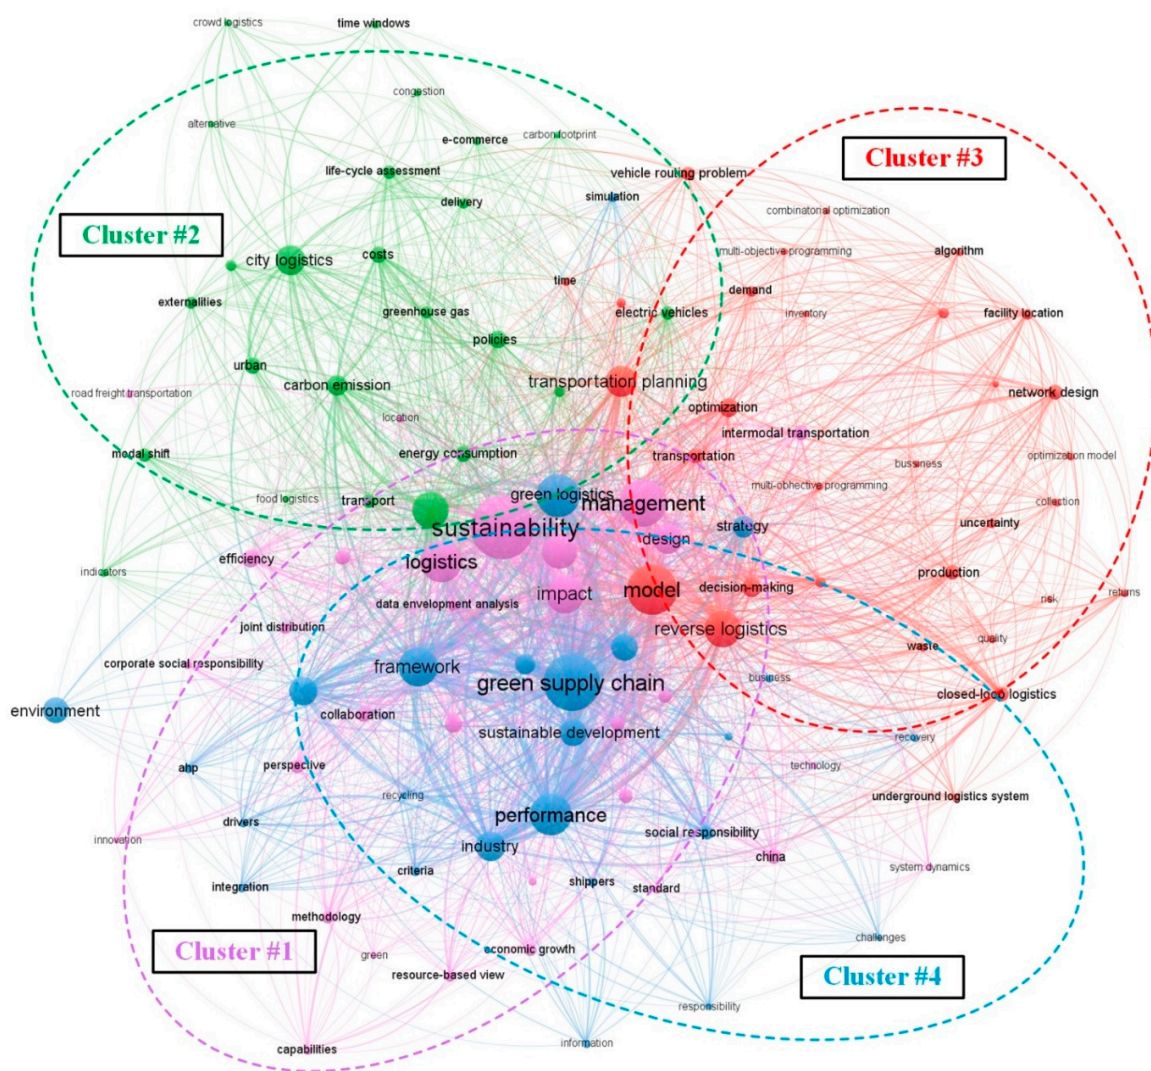 crowd logistics
time windows
congestion
alternative
e-commerce
carbon footprint
life-cycle assessment
vehicle routing problem
Cluster #3
simulation
delivery
combinatorial optimization
Cluster #2
city logistics
costs
multi-objective programming
algorithm
time
demand
externalities
greenhouse gas
electric vehicles
inventory
facility location
policies
urban
carbon emission
transportation planning
road freight transportation
network design
location
optimization
intermodal transportation
modal shift
energy consumption
transportation
bussiness
optimization model
food logistics
transport
green logistics
management
multi-obhective programming
collection
sustainability
strategy
uncertainty
design
efficiency
logistics
indicators
production
impact
model
decision-making
data envelopment analysis
returns
risk
joint distribution
reverse logistics
quality
waste
corporate social responsibility
framework
green supply chain
business
closed-loco logistics
environment
collaboration
sustainable development
recovery
ahp
perspective
technology
recycling
underground logistics system
drivers
performance
innovation
social responsibility
industry
china
system dynamics
criteria
integration
shippers
standard
methodology
challenges
Cluster #1
green
economic growth
resource-based view
Cluster #4
responsibility
capabilities
information